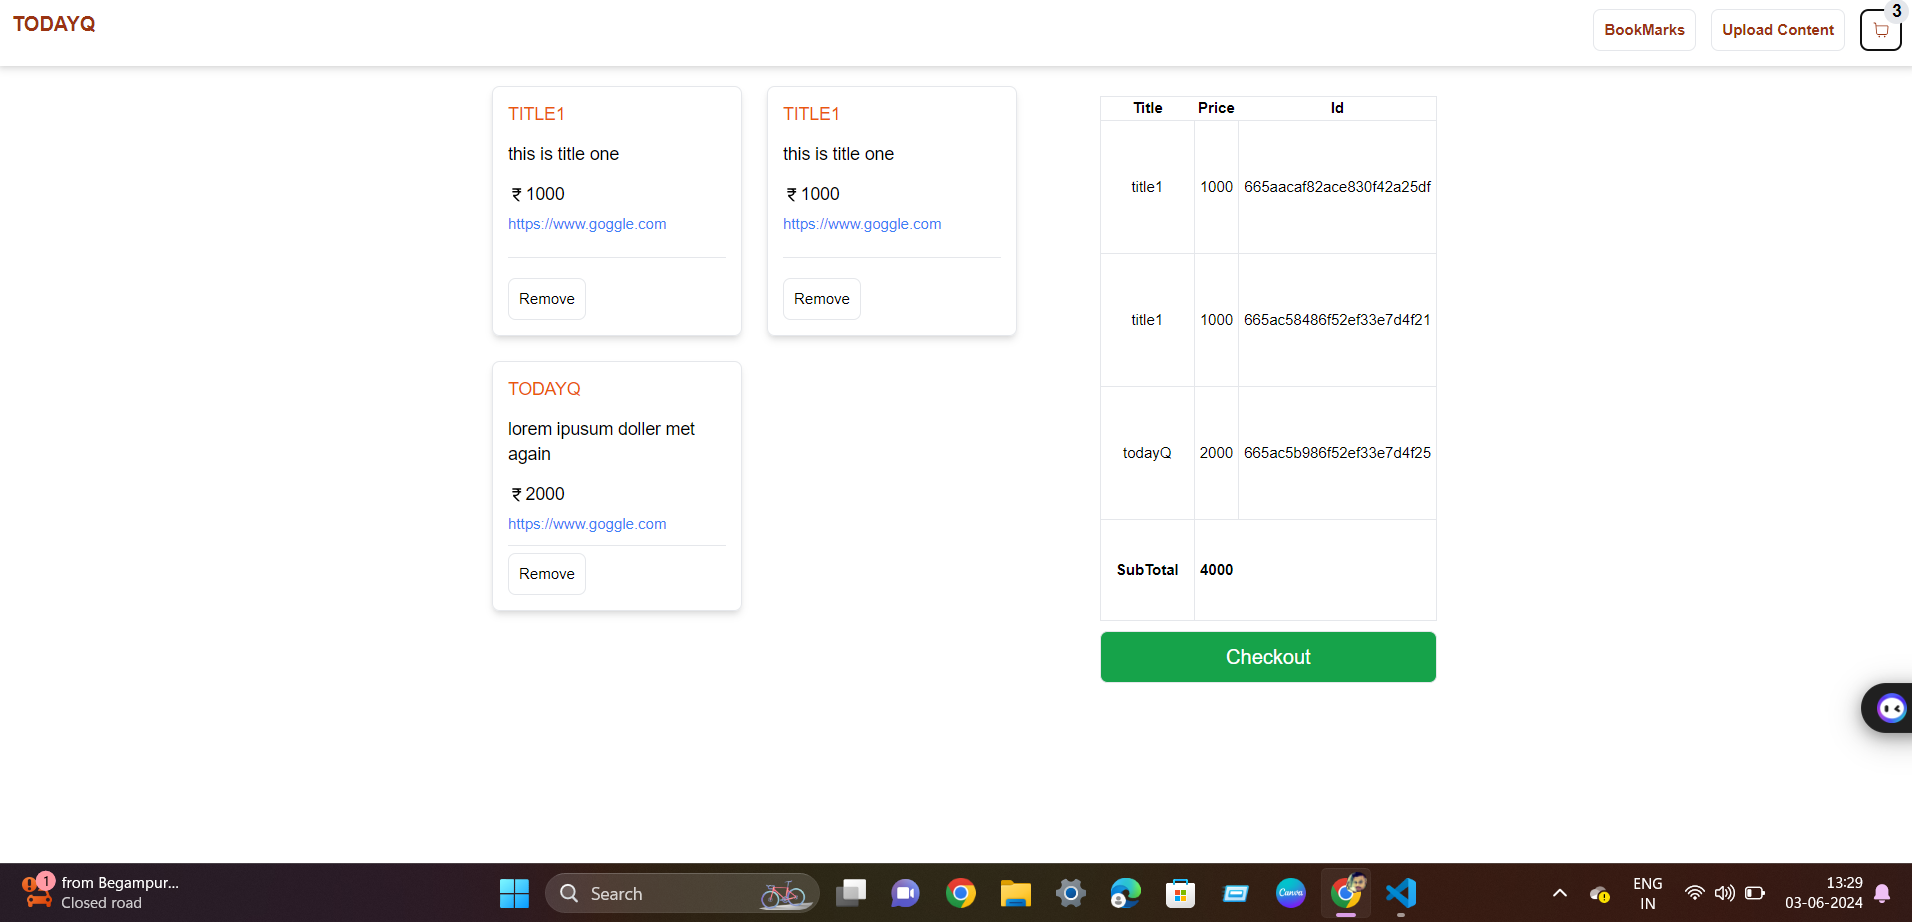 TODAYQ
BookMarks
Upload Content
3
TITLE1
this is title one
₹ 1000
https://www.goggle.com
Remove
TITLE1
this is title one
₹ 1000
https://www.goggle.com
Remove
TODAYQ
lorem ipusum doller met
again
₹ 2000
https://www.goggle.com
Remove
Title Price Id
title1 1000 665aacaf82ace830f42a25df
title1 1000 665ac58486f52ef33e7d4f21
todayQ 2000 665ac5b986f52ef33e7d4f25
SubTotal 4000
Checkout
1
from Begampur...
Closed road
Search
Canva
ENG
IN
13:29
03-06-2024